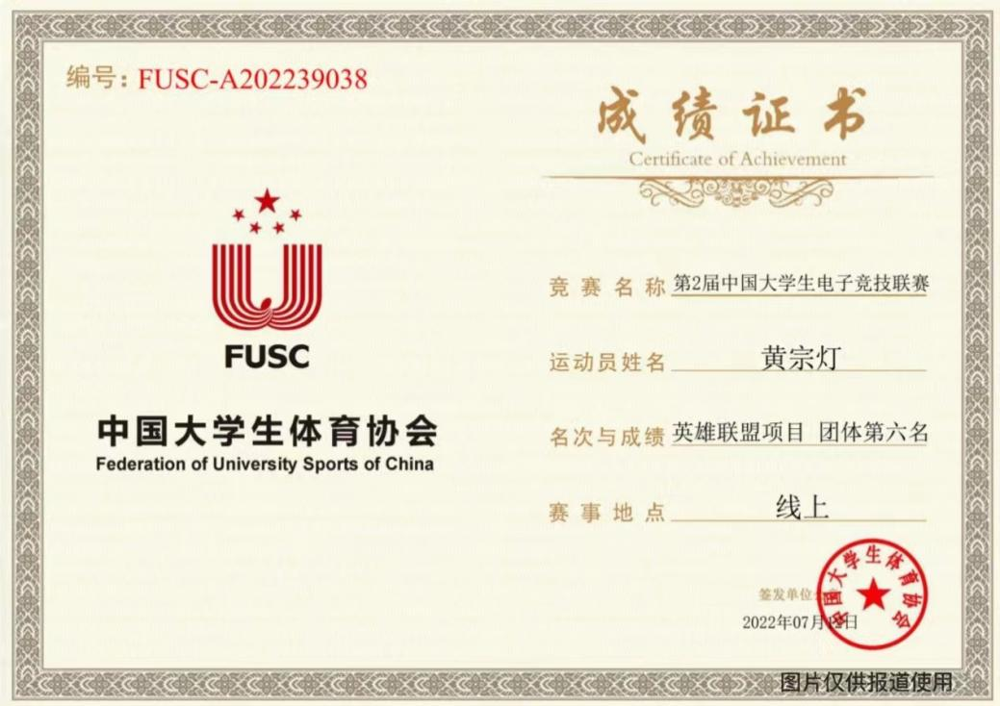 编号：FUSC-A202239038
成绩证书
Certificate of Achievement
FUSC
中国大学生体育协会
Federation of University Sports of China
竞赛名称 第2届中国大学生电子竞技联赛
运动员姓名 黄宗灯
名次与成绩 英雄联盟项目 团体第六名
赛事地点 线上
签发单位
中国大学生体育协会
2022年07月12日
图片仅供报道使用